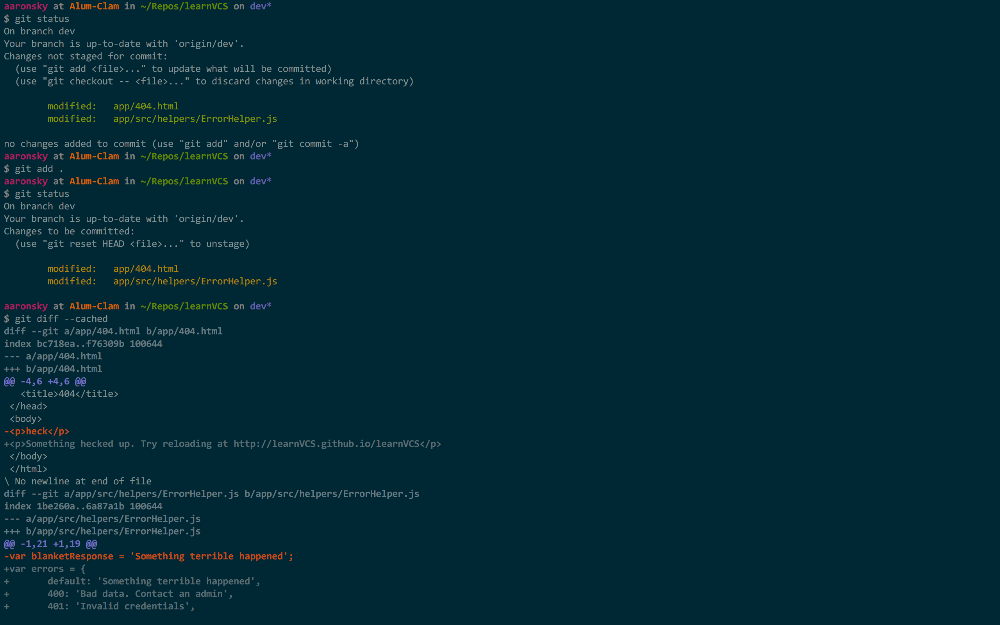 aaronsky at Alum-Clam in ~/Repos/learnVCS on dev*
$ git status
On branch dev
Your branch is up-to-date with 'origin/dev'.
Changes not staged for commit:
  (use "git add <file>..." to update what will be committed)
  (use "git checkout -- <file>..." to discard changes in working directory)

        modified:   app/404.html
        modified:   app/src/helpers/ErrorHelper.js

no changes added to commit (use "git add" and/or "git commit -a")
aaronsky at Alum-Clam in ~/Repos/learnVCS on dev*
$ git add .
aaronsky at Alum-Clam in ~/Repos/learnVCS on dev*
$ git status
On branch dev
Your branch is up-to-date with 'origin/dev'.
Changes to be committed:
  (use "git reset HEAD <file>..." to unstage)

        modified:   app/404.html
        modified:   app/src/helpers/ErrorHelper.js

aaronsky at Alum-Clam in ~/Repos/learnVCS on dev*
$ git diff --cached
diff --git a/app/404.html b/app/404.html
index bc718ea..f76309b 100644
--- a/app/404.html
+++ b/app/404.html
@@ -4,6 +4,6 @@
   <title>404</title>
 </head>
 <body>
-<p>heck</p>
+<p>Something hecked up. Try reloading at http://learnVCS.github.io/learnVCS</p>
 </body>
 </html>
\ No newline at end of file
diff --git a/app/src/helpers/ErrorHelper.js b/app/src/helpers/ErrorHelper.js
index 1be260a..6a87a1b 100644
--- a/app/src/helpers/ErrorHelper.js
+++ b/app/src/helpers/ErrorHelper.js
@@ -1,21 +1,19 @@
-var blanketResponse = 'Something terrible happened';
+var errors = {
+       default: 'Something terrible happened',
+       400: 'Bad data. Contact an admin',
+       401: 'Invalid credentials',